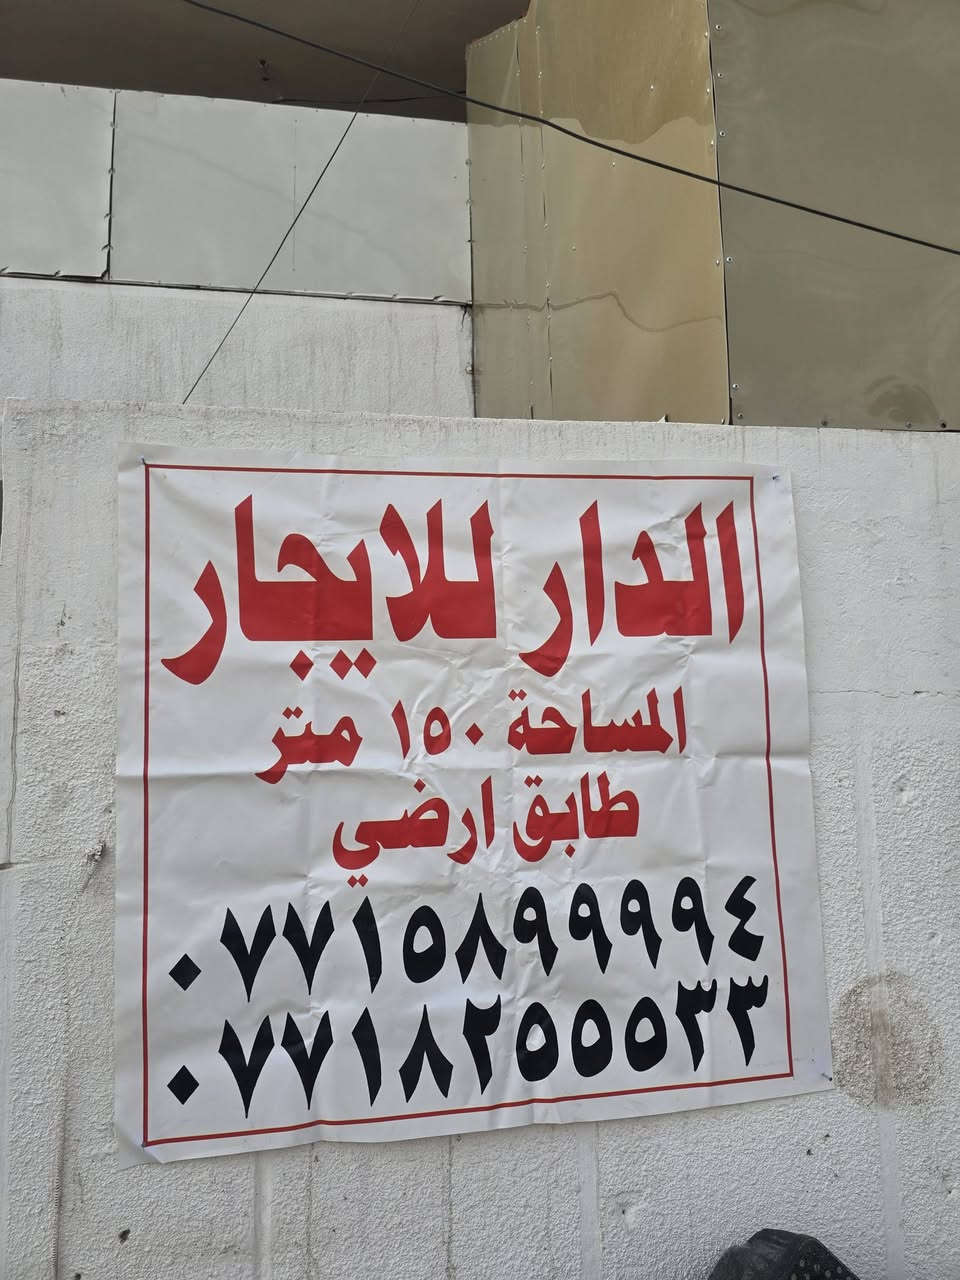 الدار للايجار
المساحة ١٥٠ متر
طابق ارضي
٠٧٧١٥٨٩٩٩٩٤
٠٧٧١٨٢٥٥٥٣٣